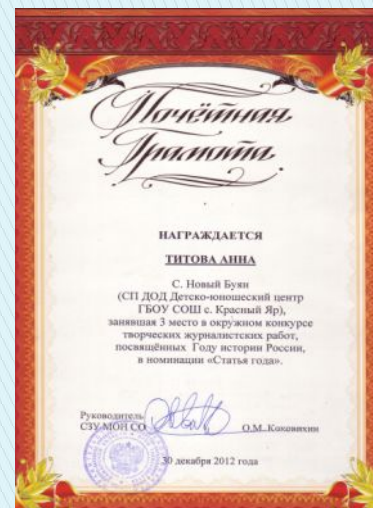 Почётная
Грамота
НАГРАЖДАЕТСЯ
ТИТОВА АННА
С. Новый Буян
(СП ДОД Детско-юношеский центр
ГБОУ СОШ с. Красный Яр),
занявшая 3 место в окружном конкурсе
творческих журналистских работ,
посвящённых Году истории России,
в номинации «Статья года».
Руководитель
СЗУ МОН СО О.М. Коковихин
30 декабря 2012 года